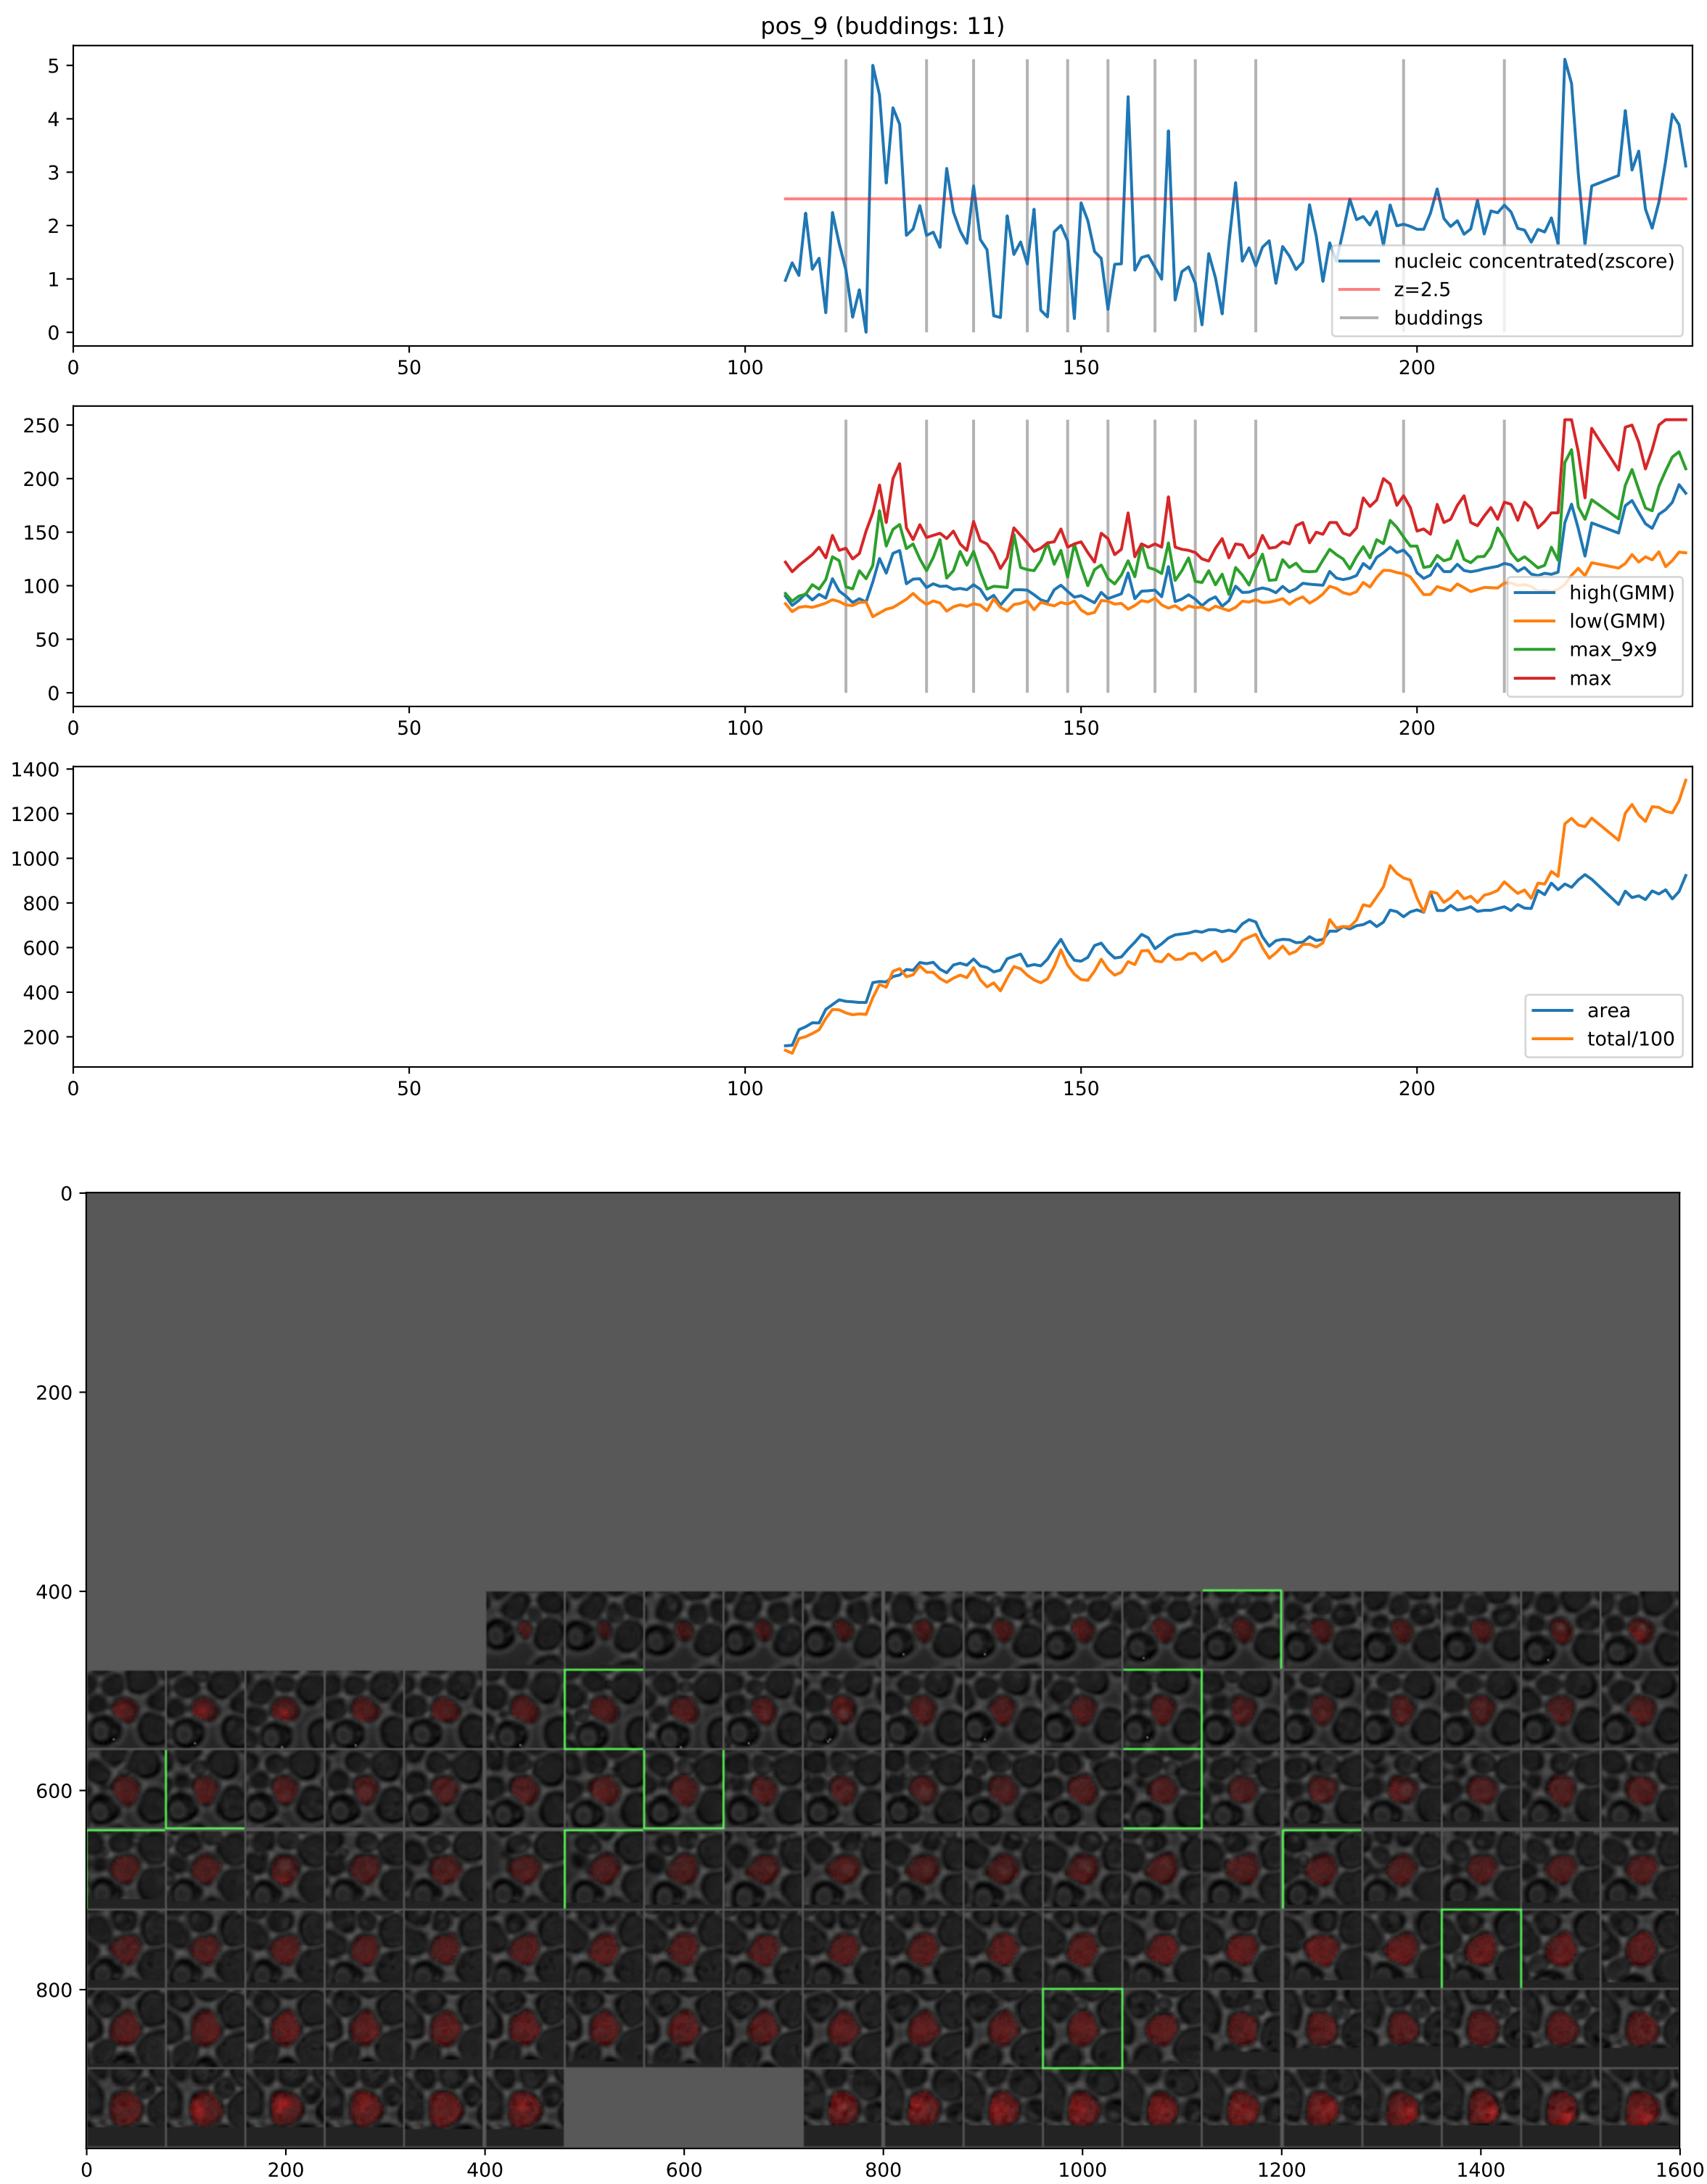 pos_9 (buddings: 11)
5
4
3
2
1
0
nucleic concentrated(zscore)
z=2.5
buddings
0 50 100 150 200
250
200
150
100
50
0
high(GMM)
low(GMM)
max_9x9
max
0 50 100 150 200
1400
1200
1000
800
600
400
200
area
total/100
0 50 100 150 200
0
200
400
600
800
0 200 400 600 800 1000 1200 1400 1600